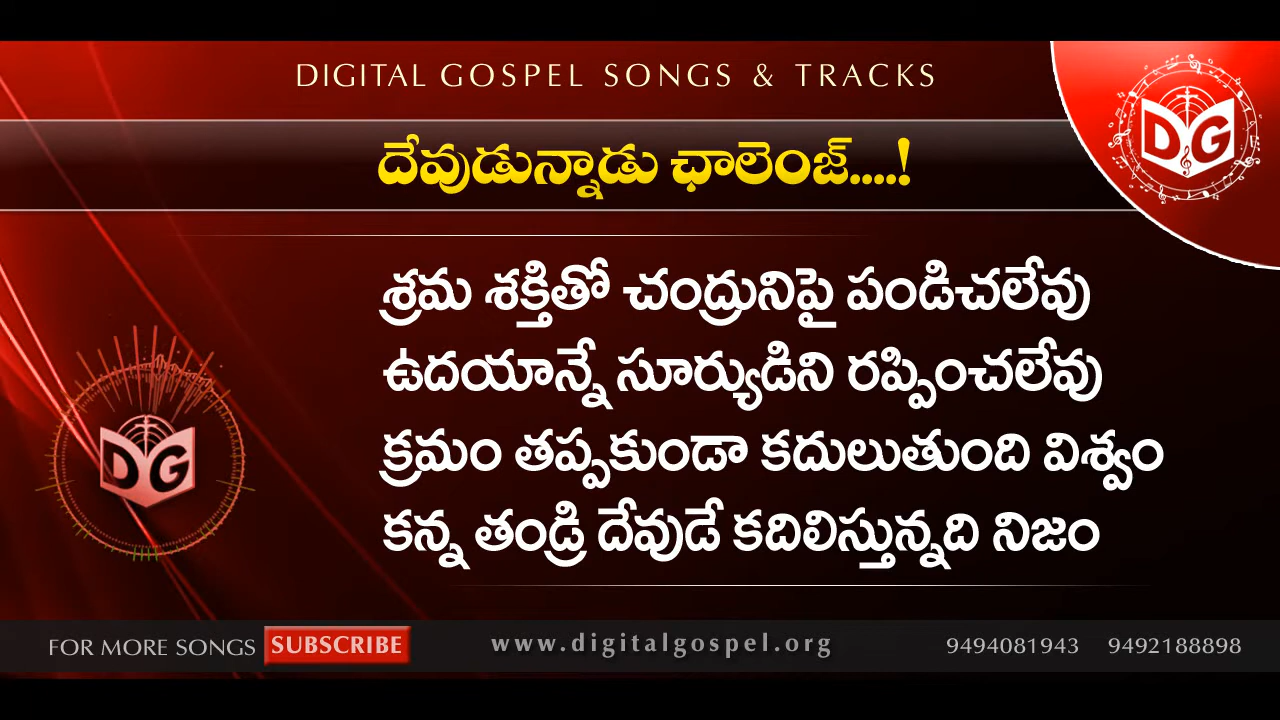 DIGITAL GOSPEL SONGS & TRACKS
DG
దేవుడున్నాడు ఛాలెంజ్....!
శ్రమ శక్తితో చంద్రునిపై పండిచలేవు
ఉదయాన్నే సూర్యుడిని రప్పించలేవు
క్రమం తప్పకుండా కదులుతుంది విశ్వం
కన్న తండ్రి దేవుడే కదిలిస్తున్నది నిజం
DG
FOR MORE SONGS SUBSCRIBE www.digitalgospel.org 9494081943 9492188898